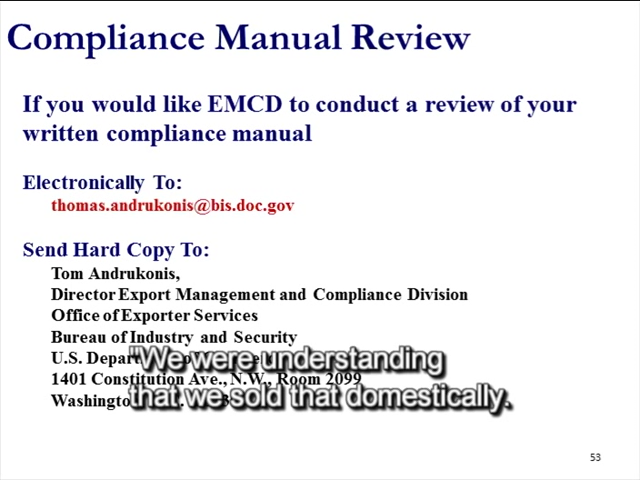 Compliance Manual Review
If you would like EMCD to conduct a review of your
written compliance manual
Electronically To:
thomas.andrukonis@bis.doc.gov
Send Hard Copy To:
Tom Andrukonis,
Director Export Management and Compliance Division
Office of Exporter Services
Bureau of Industry and Security
U.S.
"We were understanding
1401 Constitution Ave., N.W., Room 2099
that we sold that domestically.
53